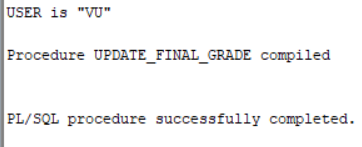 USER is "VU"
Procedure UPDATE_FINAL_GRADE compiled
PL/SQL procedure successfully completed.